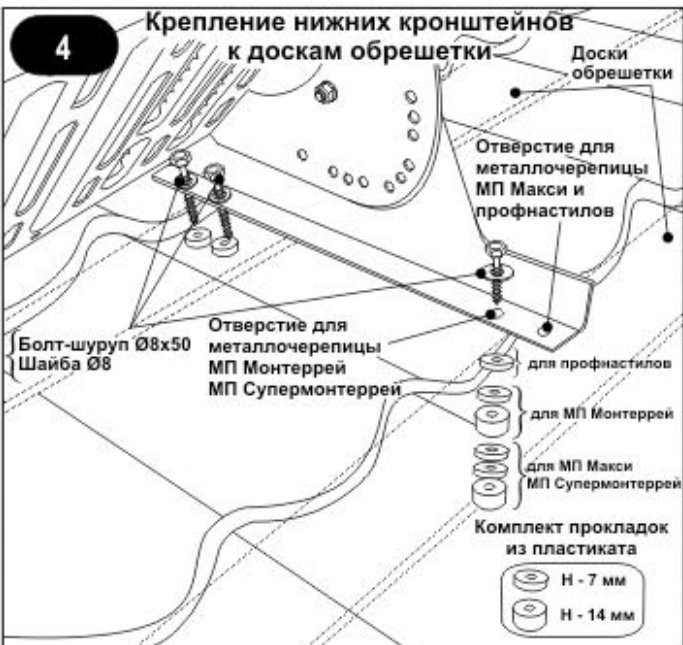 4
Крепление нижних кронштейнов
к доскам обрешетки
Доски
обрешетки
Отверстие для
металлочерепицы
МП Макси и
профнастилов
Болт-шуруп Ø8х50
Шайба Ø8
Отверстие для
металлочерепицы
МП Монтеррей
МП Супермонтеррей
для профнастилов
для МП Монтеррей
для МП Макси
МП Супермонтеррей
Комплект прокладок
из пластиката
Н - 7 мм
Н - 14 мм